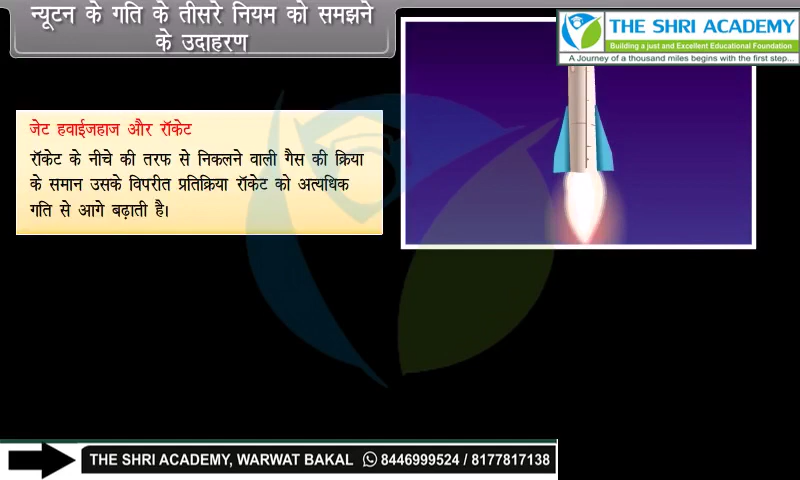 न्यूटन के गति के तीसरे नियम को समझने
के उदाहरण
THE SHRI ACADEMY
Building a just and Excellent Educational Foundation
A Journey of a thousand miles begins with the first step...
जेट हवाईजहाज और रॉकेट
रॉकेट के नीचे की तरफ से निकलने वाली गैस की क्रिया
के समान उसके विपरीत प्रतिक्रिया रॉकेट को अत्यधिक
गति से आगे बढ़ाती है।
THE SHRI ACADEMY, WARWAT BAKAL 8446999524 / 8177817138